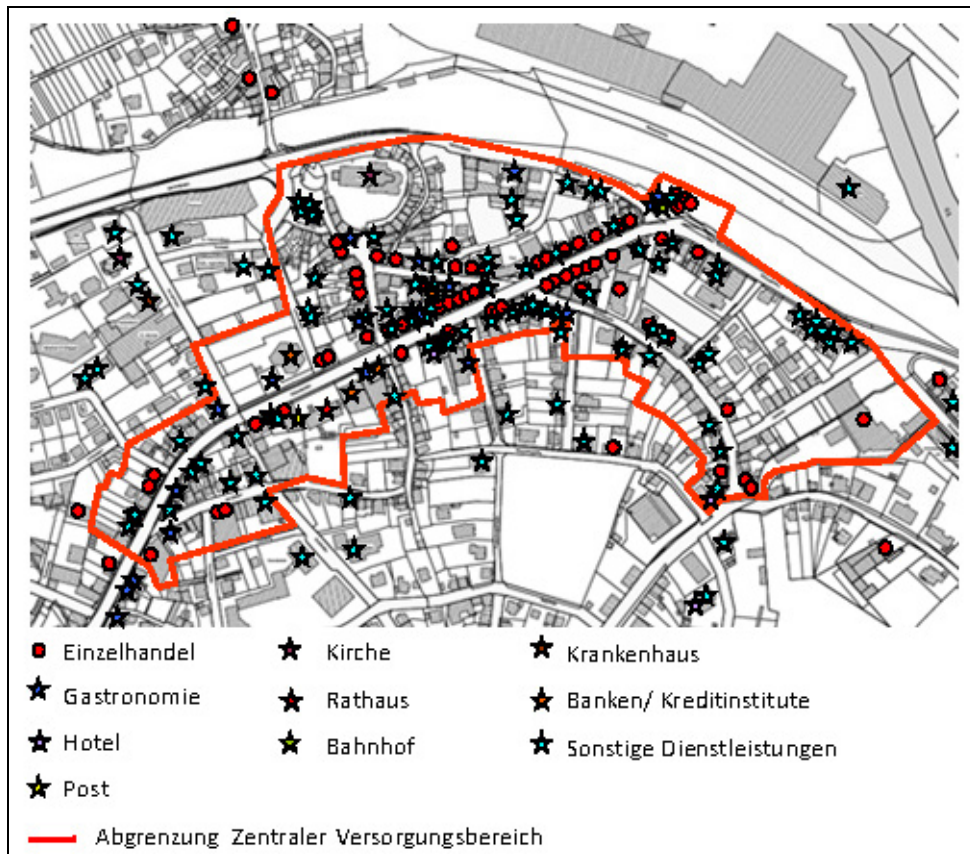 Einzelhandel
Kirche
Krankenhaus
Gastronomie
Rathaus
Banken/ Kreditinstitute
Hotel
Bahnhof
Sonstige Dienstleistungen
Post
Abgrenzung Zentraler Versorgungsbereich